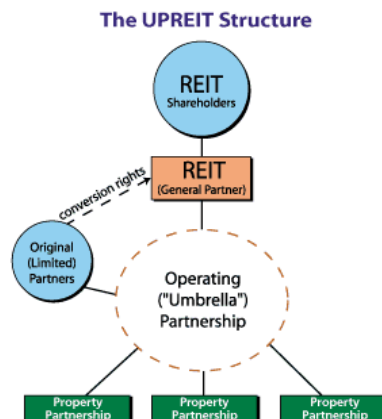 The UPREIT Structure
REIT
Shareholders
REIT
(General Partner)
conversion rights
Original
(Limited)
Partners
Operating
("Umbrella")
Partnership
Property
Partnership
Property
Partnership
Property
Partnership